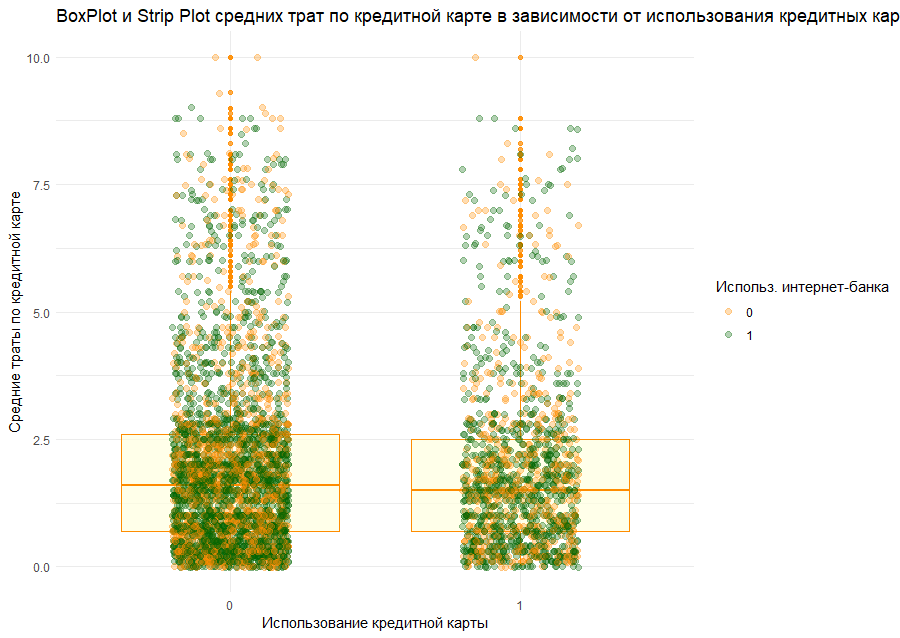 BoxPlot и Strip Plot средних трат по кредитной карте в зависимости от использования кредитных кар
10.0
7.5
5.0
2.5
0.0
Средние траты по кредитной карте
0
1
Использование кредитной карты
Использ. интернет-банка
0
1